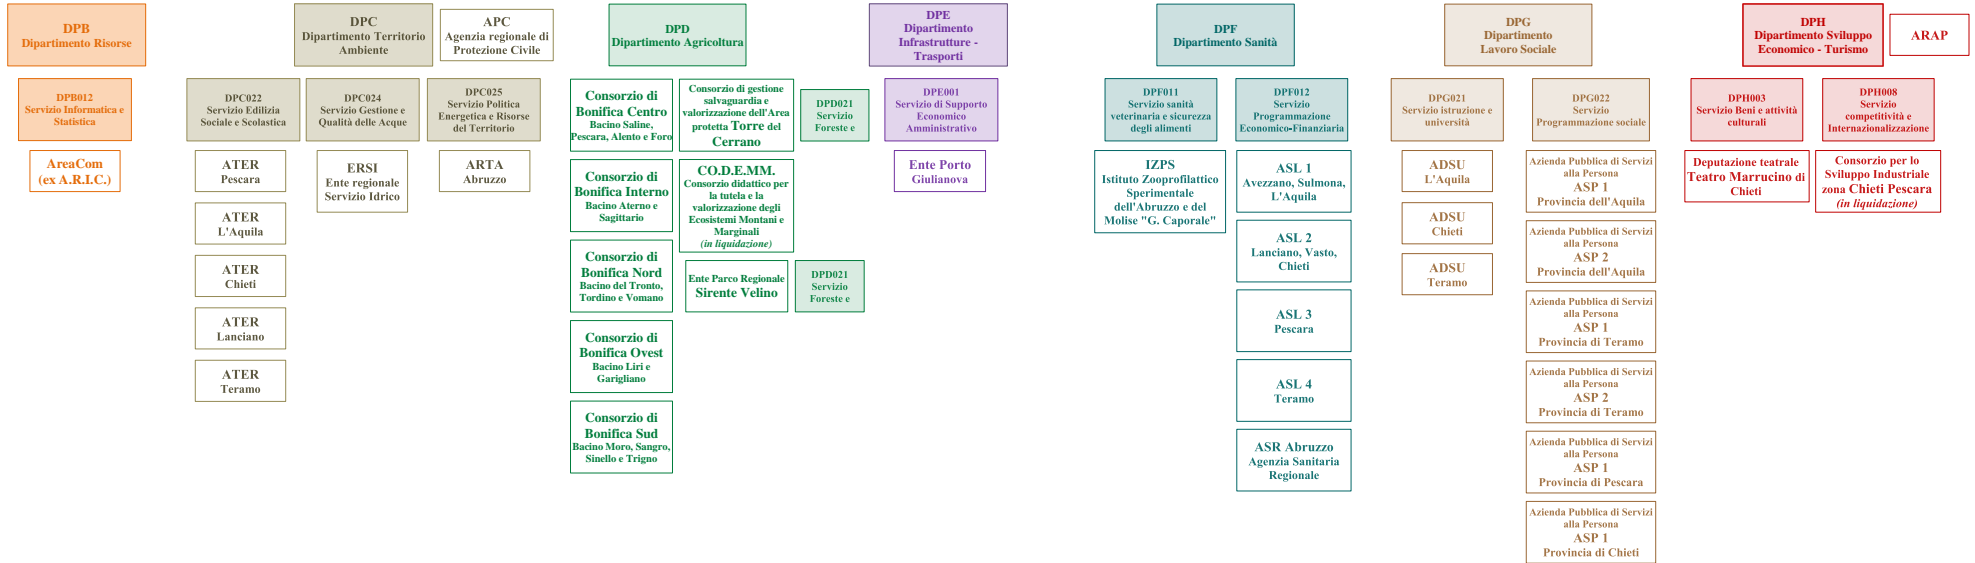 DPB
Dipartimento Risorse
DPC
Dipartimento Territorio
Ambiente
APC
Agenzia regionale di
Protezione Civile
DPD
Dipartimento Agricoltura
DPE
Dipartimento
Infrastrutture -
Trasporti
DPF
Dipartimento Sanità
DPG
Dipartimento
Lavoro Sociale
DPH
Dipartimento Sviluppo
Economico - Turismo
ARAP
DPB012
Servizio Informatica e
Statistica
AreaCom
(ex A.R.I.C.)
DPC022
Servizio Edilizia
Sociale e Scolastica
ATER
Pescara
ATER
L'Aquila
ATER
Chieti
ATER
Lanciano
ATER
Teramo
DPC024
Servizio Gestione e
Qualità delle Acque
ERSI
Ente regionale
Servizio Idrico
DPC025
Servizio Politica
Energetica e Risorse
del Territorio
ARTA
Abruzzo
Consorzio di
Bonifica Centro
Bacino Saline,
Pescara, Alento e Foro
Consorzio di
Bonifica Interno
Bacino Aterno e
Sagittario
Consorzio di
Bonifica Nord
Bacino del Tronto,
Tordino e Vomano
Consorzio di
Bonifica Ovest
Bacino Liri e
Garigliano
Consorzio di
Bonifica Sud
Bacino Moro, Sangro,
Sinello e Trigno
Consorzio di gestione
salvaguardia e
valorizzazione dell'Area
protetta Torre del
Cerrano
DPD021
Servizio
Foreste e
CO.D.E.MM.
Consorzio didattico per
la tutela e la
valorizzazione degli
Ecosistemi Montani e
Marginali
(in liquidazione)
Ente Parco Regionale
Sirente Velino
DPD021
Servizio
Foreste e
DPE001
Servizio di Supporto
Economico
Amministrativo
Ente Porto
Giulianova
DPF011
Servizio sanità
veterinaria e sicurezza
degli alimenti
IZPS
Istituto Zooprofilattico
Sperimentale
dell'Abruzzo e del
Molise "G. Caporale"
DPF012
Servizio
Programmazione
Economico-Finanziaria
ASL 1
Avezzano, Sulmona,
L'Aquila
ASL 2
Lanciano, Vasto,
Chieti
ASL 3
Pescara
ASL 4
Teramo
ASR Abruzzo
Agenzia Sanitaria
Regionale
DPG021
Servizio istruzione e
università
ADSU
L'Aquila
ADSU
Chieti
ADSU
Teramo
DPG022
Servizio
Programmazione sociale
Azienda Pubblica di Servizi
alla Persona
ASP 1
Provincia dell'Aquila
Azienda Pubblica di Servizi
alla Persona
ASP 2
Provincia dell'Aquila
Azienda Pubblica di Servizi
alla Persona
ASP 1
Provincia di Teramo
Azienda Pubblica di Servizi
alla Persona
ASP 2
Provincia di Teramo
Azienda Pubblica di Servizi
alla Persona
ASP 1
Provincia di Pescara
Azienda Pubblica di Servizi
alla Persona
ASP 1
Provincia di Chieti
DPH003
Servizio Beni e attività
culturali
Deputazione teatrale
Teatro Marrucino di
Chieti
DPH008
Servizio
competitività e
Internazionalizzazione
Consorzio per lo
Sviluppo Industriale
zona Chieti Pescara
(in liquidazione)